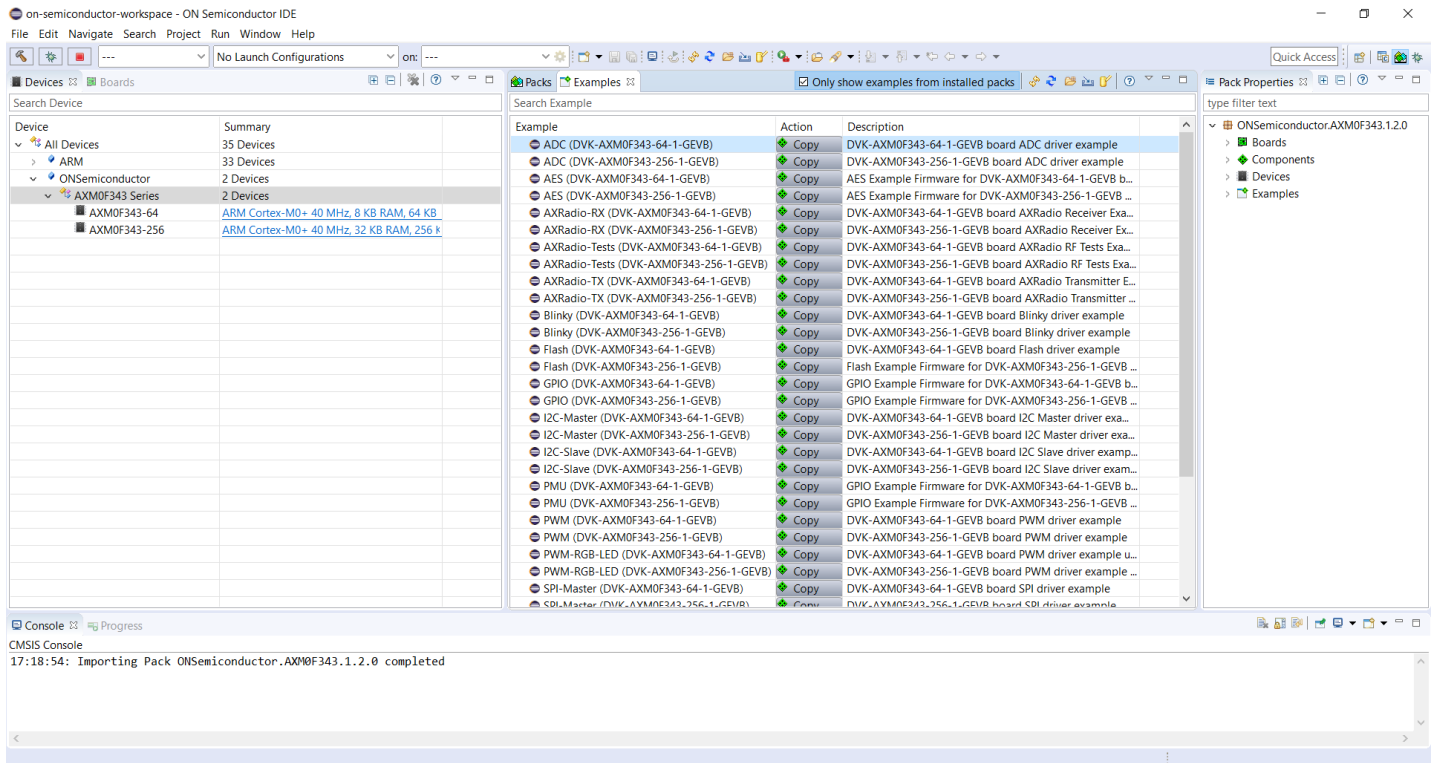 on-semiconductor-workspace - ON Semiconductor IDE
File Edit Navigate Search Project Run Window Help
--- No Launch Configurations on: --- Quick Access
Devices Boards
Search Device
Device Summary
All Devices 35 Devices
ARM 33 Devices
ONSemiconductor 2 Devices
AXM0F343 Series 2 Devices
AXM0F343-64 ARM Cortex-M0+ 40 MHz, 8 KB RAM, 64 KB
AXM0F343-256 ARM Cortex-M0+ 40 MHz, 32 KB RAM, 256 K
Packs Examples Only show examples from installed packs
Search Example
Example Action Description
ADC (DVK-AXM0F343-64-1-GEVB) Copy DVK-AXM0F343-64-1-GEVB board ADC driver example
ADC (DVK-AXM0F343-256-1-GEVB) Copy DVK-AXM0F343-256-1-GEVB board ADC driver example
AES (DVK-AXM0F343-64-1-GEVB) Copy AES Example Firmware for DVK-AXM0F343-64-1-GEVB b...
AES (DVK-AXM0F343-256-1-GEVB) Copy AES Example Firmware for DVK-AXM0F343-256-1-GEVB ...
AXRadio-RX (DVK-AXM0F343-64-1-GEVB) Copy DVK-AXM0F343-64-1-GEVB board AXRadio Receiver Exa...
AXRadio-RX (DVK-AXM0F343-256-1-GEVB) Copy DVK-AXM0F343-256-1-GEVB board AXRadio Receiver Ex...
AXRadio-Tests (DVK-AXM0F343-64-1-GEVB) Copy DVK-AXM0F343-64-1-GEVB board AXRadio RF Tests Exa...
AXRadio-Tests (DVK-AXM0F343-256-1-GEVB) Copy DVK-AXM0F343-256-1-GEVB board AXRadio RF Tests Exa...
AXRadio-TX (DVK-AXM0F343-64-1-GEVB) Copy DVK-AXM0F343-64-1-GEVB board AXRadio Transmitter E...
AXRadio-TX (DVK-AXM0F343-256-1-GEVB) Copy DVK-AXM0F343-256-1-GEVB board AXRadio Transmitter ...
Blinky (DVK-AXM0F343-64-1-GEVB) Copy DVK-AXM0F343-64-1-GEVB board Blinky driver example
Blinky (DVK-AXM0F343-256-1-GEVB) Copy DVK-AXM0F343-256-1-GEVB board Blinky driver example
Flash (DVK-AXM0F343-64-1-GEVB) Copy DVK-AXM0F343-64-1-GEVB board Flash driver example
Flash (DVK-AXM0F343-256-1-GEVB) Copy Flash Example Firmware for DVK-AXM0F343-256-1-GEVB ...
GPIO (DVK-AXM0F343-64-1-GEVB) Copy GPIO Example Firmware for DVK-AXM0F343-64-1-GEVB b...
GPIO (DVK-AXM0F343-256-1-GEVB) Copy GPIO Example Firmware for DVK-AXM0F343-256-1-GEVB ...
I2C-Master (DVK-AXM0F343-64-1-GEVB) Copy DVK-AXM0F343-64-1-GEVB board I2C Master driver exa...
I2C-Master (DVK-AXM0F343-256-1-GEVB) Copy DVK-AXM0F343-256-1-GEVB board I2C Master driver exa...
I2C-Slave (DVK-AXM0F343-64-1-GEVB) Copy DVK-AXM0F343-64-1-GEVB board I2C Slave driver examp...
I2C-Slave (DVK-AXM0F343-256-1-GEVB) Copy DVK-AXM0F343-256-1-GEVB board I2C Slave driver exam...
PMU (DVK-AXM0F343-64-1-GEVB) Copy GPIO Example Firmware for DVK-AXM0F343-64-1-GEVB b...
PMU (DVK-AXM0F343-256-1-GEVB) Copy GPIO Example Firmware for DVK-AXM0F343-256-1-GEVB ...
PWM (DVK-AXM0F343-64-1-GEVB) Copy DVK-AXM0F343-64-1-GEVB board PWM driver example
PWM (DVK-AXM0F343-256-1-GEVB) Copy DVK-AXM0F343-256-1-GEVB board PWM driver example
PWM-RGB-LED (DVK-AXM0F343-64-1-GEVB) Copy DVK-AXM0F343-64-1-GEVB board PWM driver example u...
PWM-RGB-LED (DVK-AXM0F343-256-1-GEVB) Copy DVK-AXM0F343-256-1-GEVB board PWM driver example ...
SPI-Master (DVK-AXM0F343-64-1-GEVB) Copy DVK-AXM0F343-64-1-GEVB board SPI driver example
SPI-Master (DVK-AXM0F343-256-1-GEVB) Copy DVK-AXM0F343-256-1-GEVB board SPI driver example
Pack Properties
type filter text
ONSemiconductor.AXM0F343.1.2.0
Boards
Components
Devices
Examples
Console Progress
CMSIS Console
17:18:54: Importing Pack ONSemiconductor.AXM0F343.1.2.0 completed